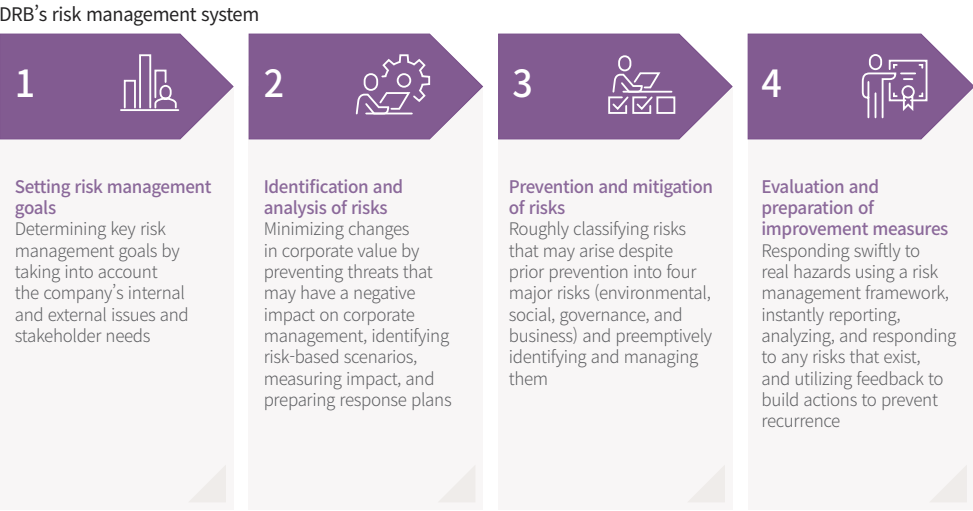 DRB’s risk management system
1
Setting risk management
goals
Determining key risk
management goals by
taking into account
the company’s internal
and external issues and
stakeholder needs
2
Identification and
analysis of risks
Minimizing changes
in corporate value by
preventing threats that
may have a negative
impact on corporate
management, identifying
risk-based scenarios,
measuring impact, and
preparing response plans
3
Prevention and mitigation
of risks
Roughly classifying risks
that may arise despite
prior prevention into four
major risks (environmental,
social, governance, and
business) and preemptively
identifying and managing
them
4
Evaluation and
preparation of
improvement measures
Responding swiftly to
real hazards using a risk
management framework,
instantly reporting,
analyzing, and responding
to any risks that exist,
and utilizing feedback to
build actions to prevent
recurrence